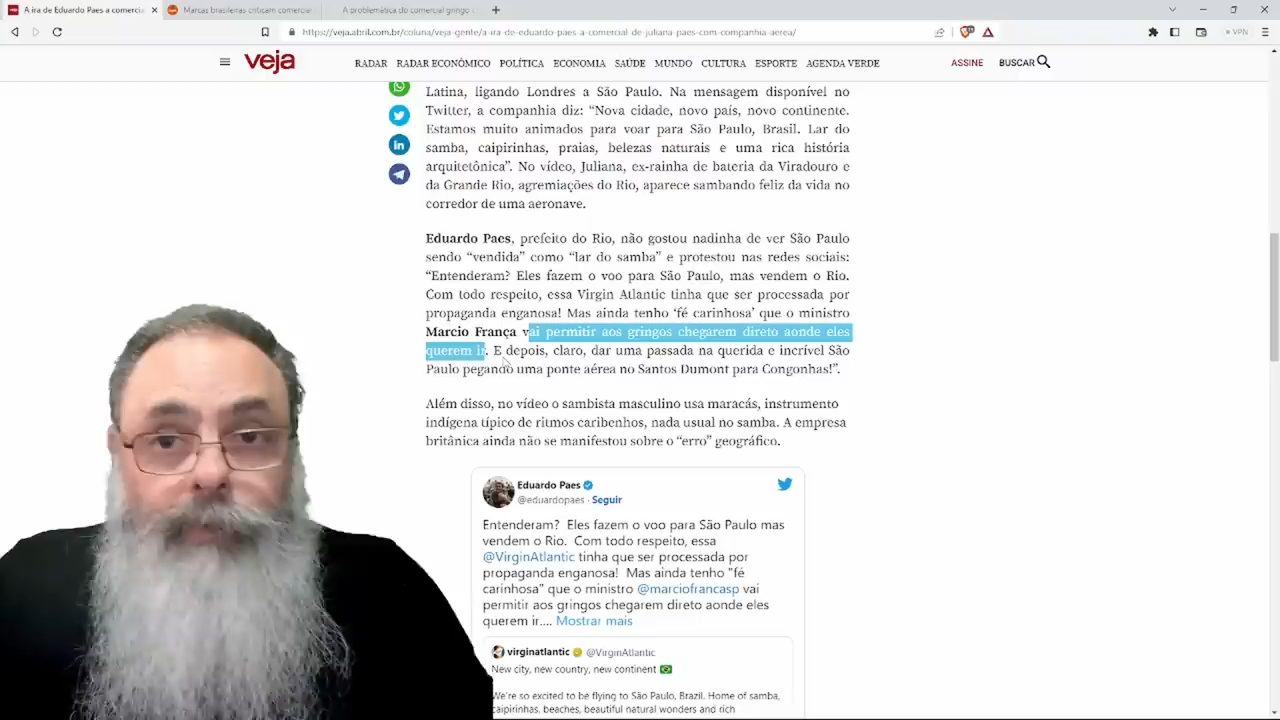 A ira de Eduardo Paes a comercia
Marcas brasileiras criticam comercial
A problemática do comercial gringo c
https://veja.abril.com.br/coluna/veja-gente/a-ira-de-eduardo-paes-a-comercial-de-juliana-paes-com-companhia-aerea/
VPN
veja
RADAR RADAR ECONÔMICO POLÍTICA ECONOMIA SAÚDE MUNDO CULTURA ESPORTE AGENDA VERDE
ASSINE
BUSCAR
Latina, ligando Londres a São Paulo. Na mensagem disponível no
Twitter, a companhia diz: “Nova cidade, novo país, novo continente.
Estamos muito animados para voar para São Paulo, Brasil. Lar do
samba, caipirinhas, praias, belezas naturais e uma rica história
arquitetônica”. No vídeo, Juliana, ex-rainha de bateria da Viradouro e
da Grande Rio, agremiações do Rio, aparece sambando feliz da vida no
corredor de uma aeronave.
Eduardo Paes, prefeito do Rio, não gostou nadinha de ver São Paulo
sendo “vendida” como “lar do samba” e protestou nas redes sociais:
“Entenderam? Eles fazem o voo para São Paulo, mas vendem o Rio.
Com todo respeito, essa Virgin Atlantic tinha que ser processada por
propaganda enganosa! Mas ainda tenho ‘fé carinhosa’ que o ministro
Marcio França vai permitir aos gringos chegarem direto aonde eles
querem ir. E depois, claro, dar uma passada na querida e incrível São
Paulo pegando uma ponte aérea no Santos Dumont para Congonhas!”.
Além disso, no vídeo o sambista masculino usa maracás, instrumento
indígena típico de ritmos caribenhos, nada usual no samba. A empresa
britânica ainda não se manifestou sobre o “erro” geográfico.
Eduardo Paes
@eduardopaes · Seguir
Entenderam? Eles fazem o voo para São Paulo mas
vendem o Rio. Com todo respeito, essa
@VirginAtlantic tinha que ser processada por
propaganda enganosa! Mas ainda tenho "fé
carinhosa" que o ministro @marciofrancasp vai
permitir aos gringos chegarem direto aonde eles
querem ir.... Mostrar mais
virginatlantic @VirginAtlantic
New city, new country, new continent
We're so excited to be flying to São Paulo, Brazil. Home of samba,
caipirinhas, beaches, beautiful natural wonders and rich